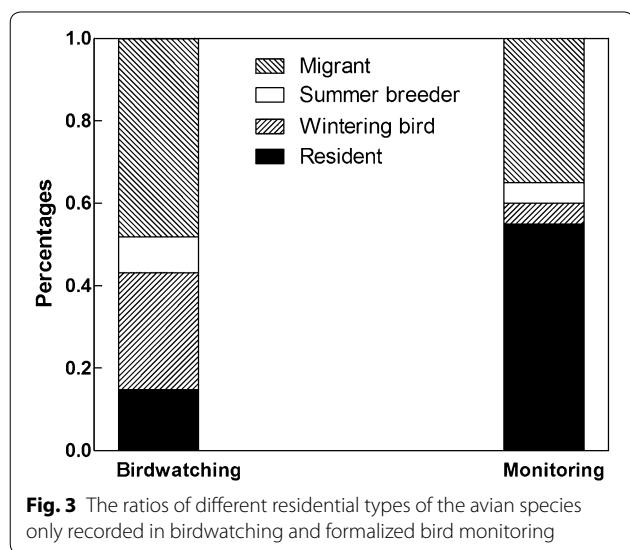 1.0
0.8
0.6
0.4
0.2
0.0
Percentages
Migrant
Summer breeder
Wintering bird
Resident
Birdwatching
Monitoring
Fig. 3 The ratios of different residential types of the avian species
only recorded in birdwatching and formalized bird monitoring